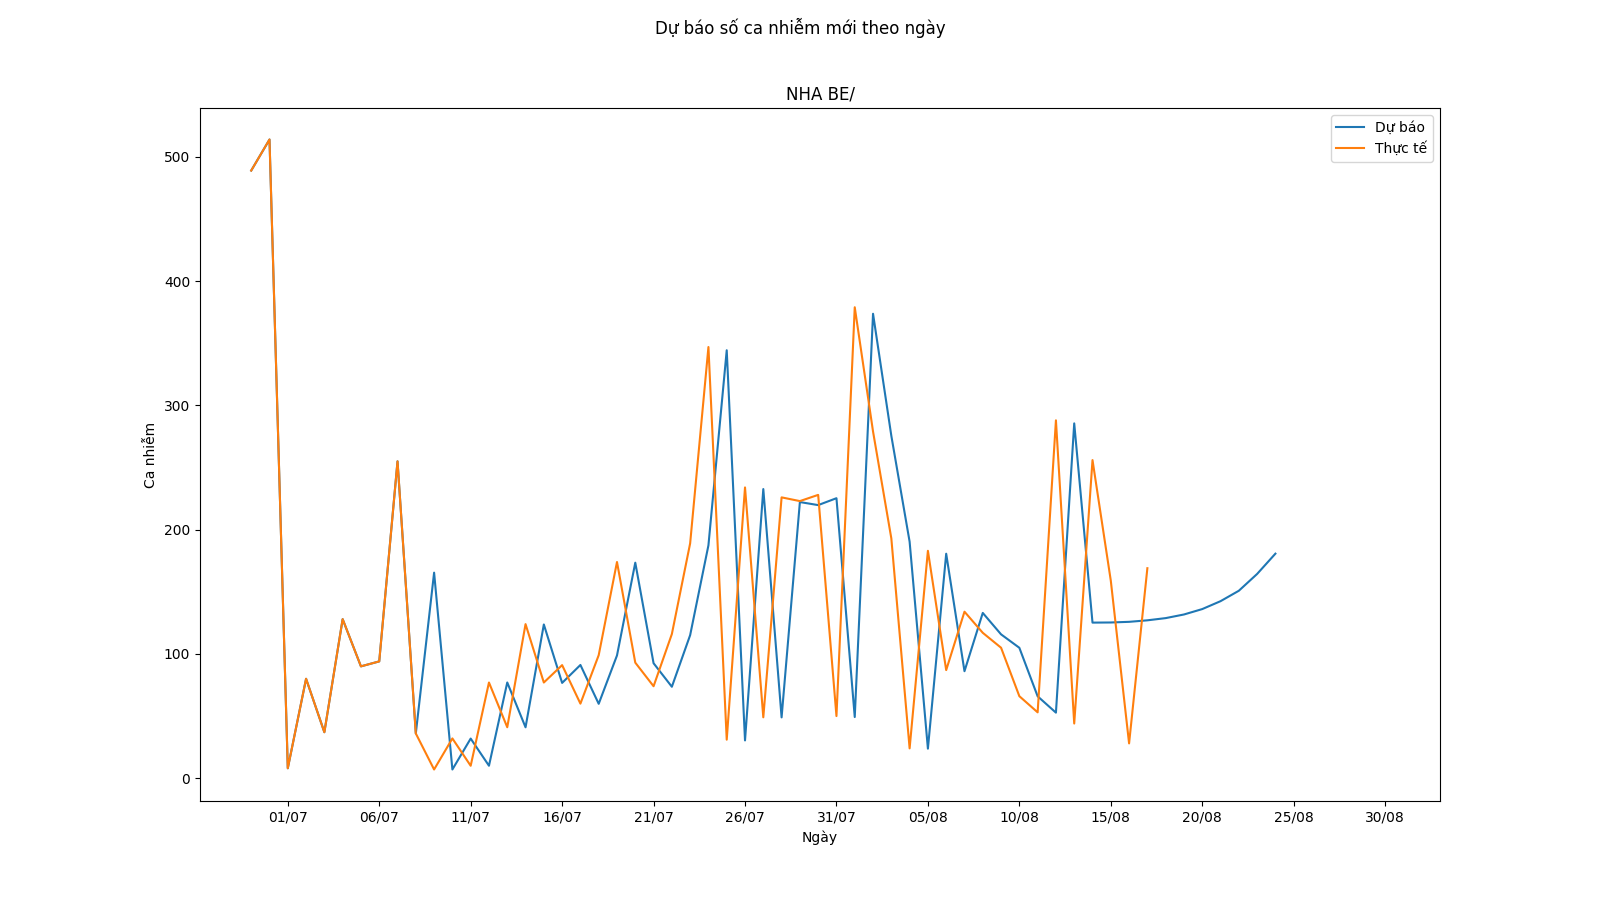 Dự báo số ca nhiễm mới theo ngày
NHA BE/
Dự báo
Thực tế
500
400
300
200
100
0
Ca nhiễm
01/07 06/07 11/07 16/07 21/07 26/07 31/07 05/08 10/08 15/08 20/08 25/08 30/08
Ngày